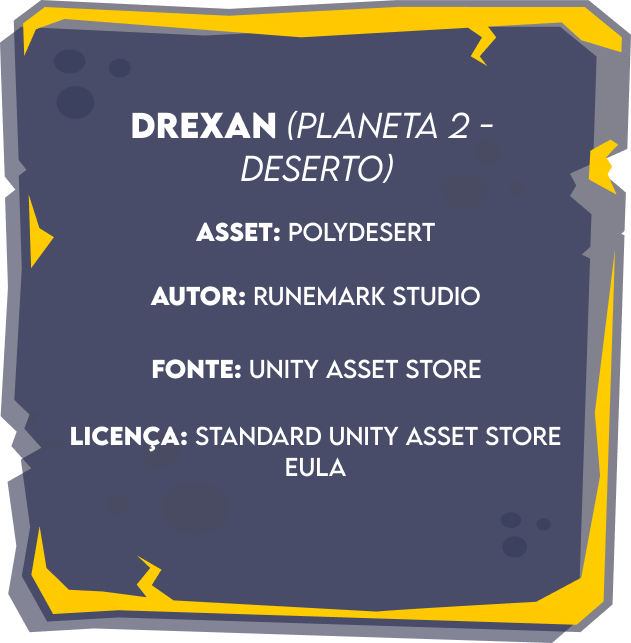 DREXAN (PLANETA 2 -
DESERTO)
ASSET: POLYDESERT
AUTOR: RUNEMARK STUDIO
FONTE: UNITY ASSET STORE
LICENÇA: STANDARD UNITY ASSET STORE
EULA